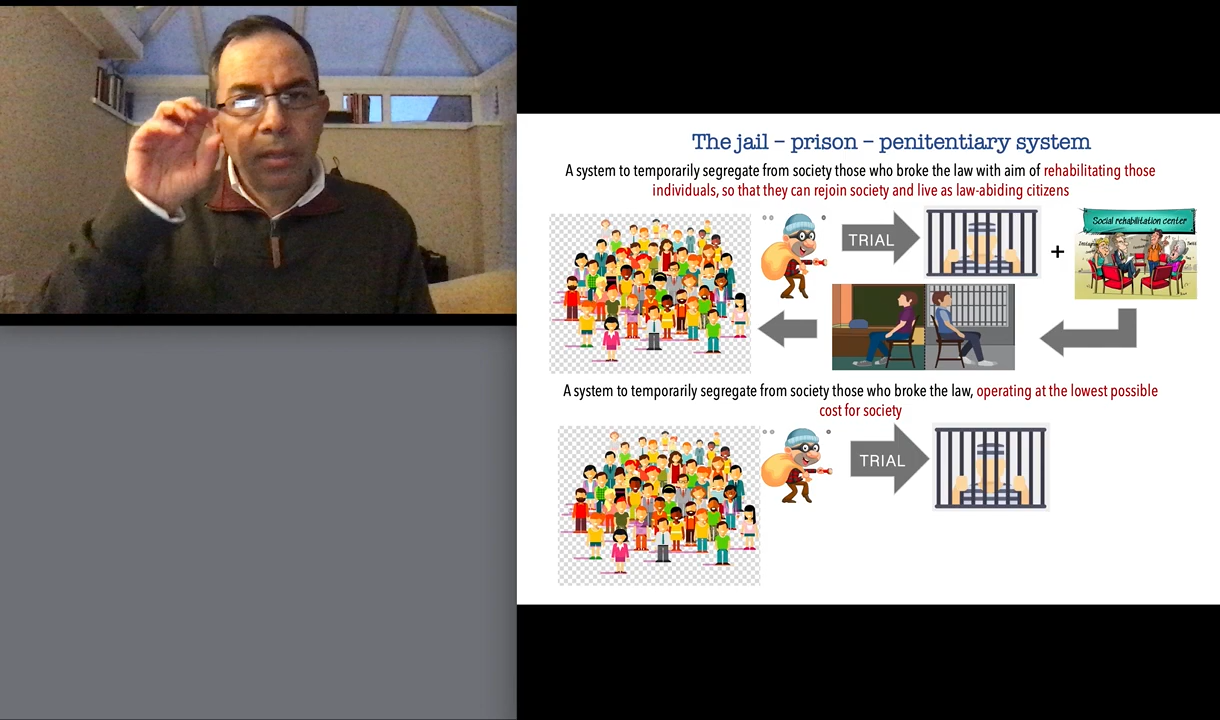 The jail – prison – penitentiary system
A system to temporarily segregate from society those who broke the law with aim of rehabilitating those
individuals, so that they can rejoin society and live as law-abiding citizens
TRIAL
+
Social rehabilitation center
A system to temporarily segregate from society those who broke the law, operating at the lowest possible
cost for society
TRIAL